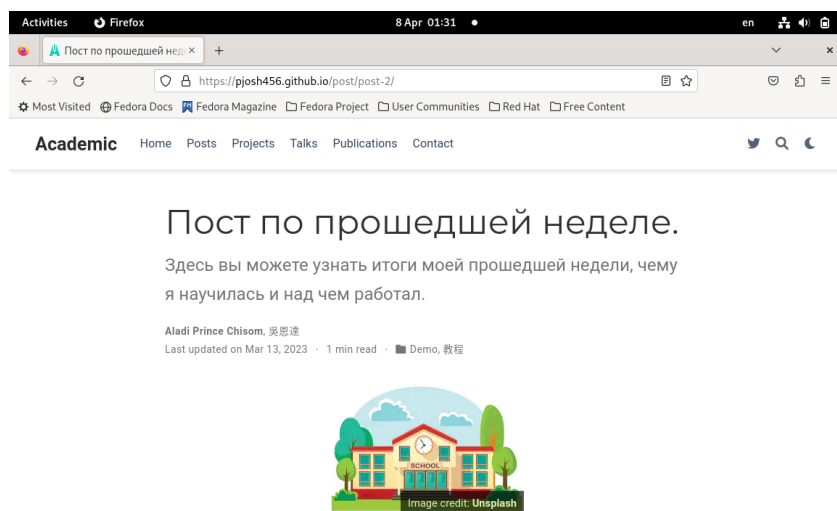 Activities Firefox 8 Apr 01:31 en
Пост по прошедшей нед
https://pjosh456.github.io/post/post-2/
Most Visited Fedora Docs Fedora Magazine Fedora Project User Communities Red Hat Free Content
Academic Home Posts Projects Talks Publications Contact
Пост по прошедшей неделе.
Здесь вы можете узнать итоги моей прошедшей недели, чему
я научилась и над чем работал.
Aladi Prince Chisom, 吳恩達
Last updated on Mar 13, 2023 · 1 min read · Demo, 教程
SCHOOL
Image credit: Unsplash